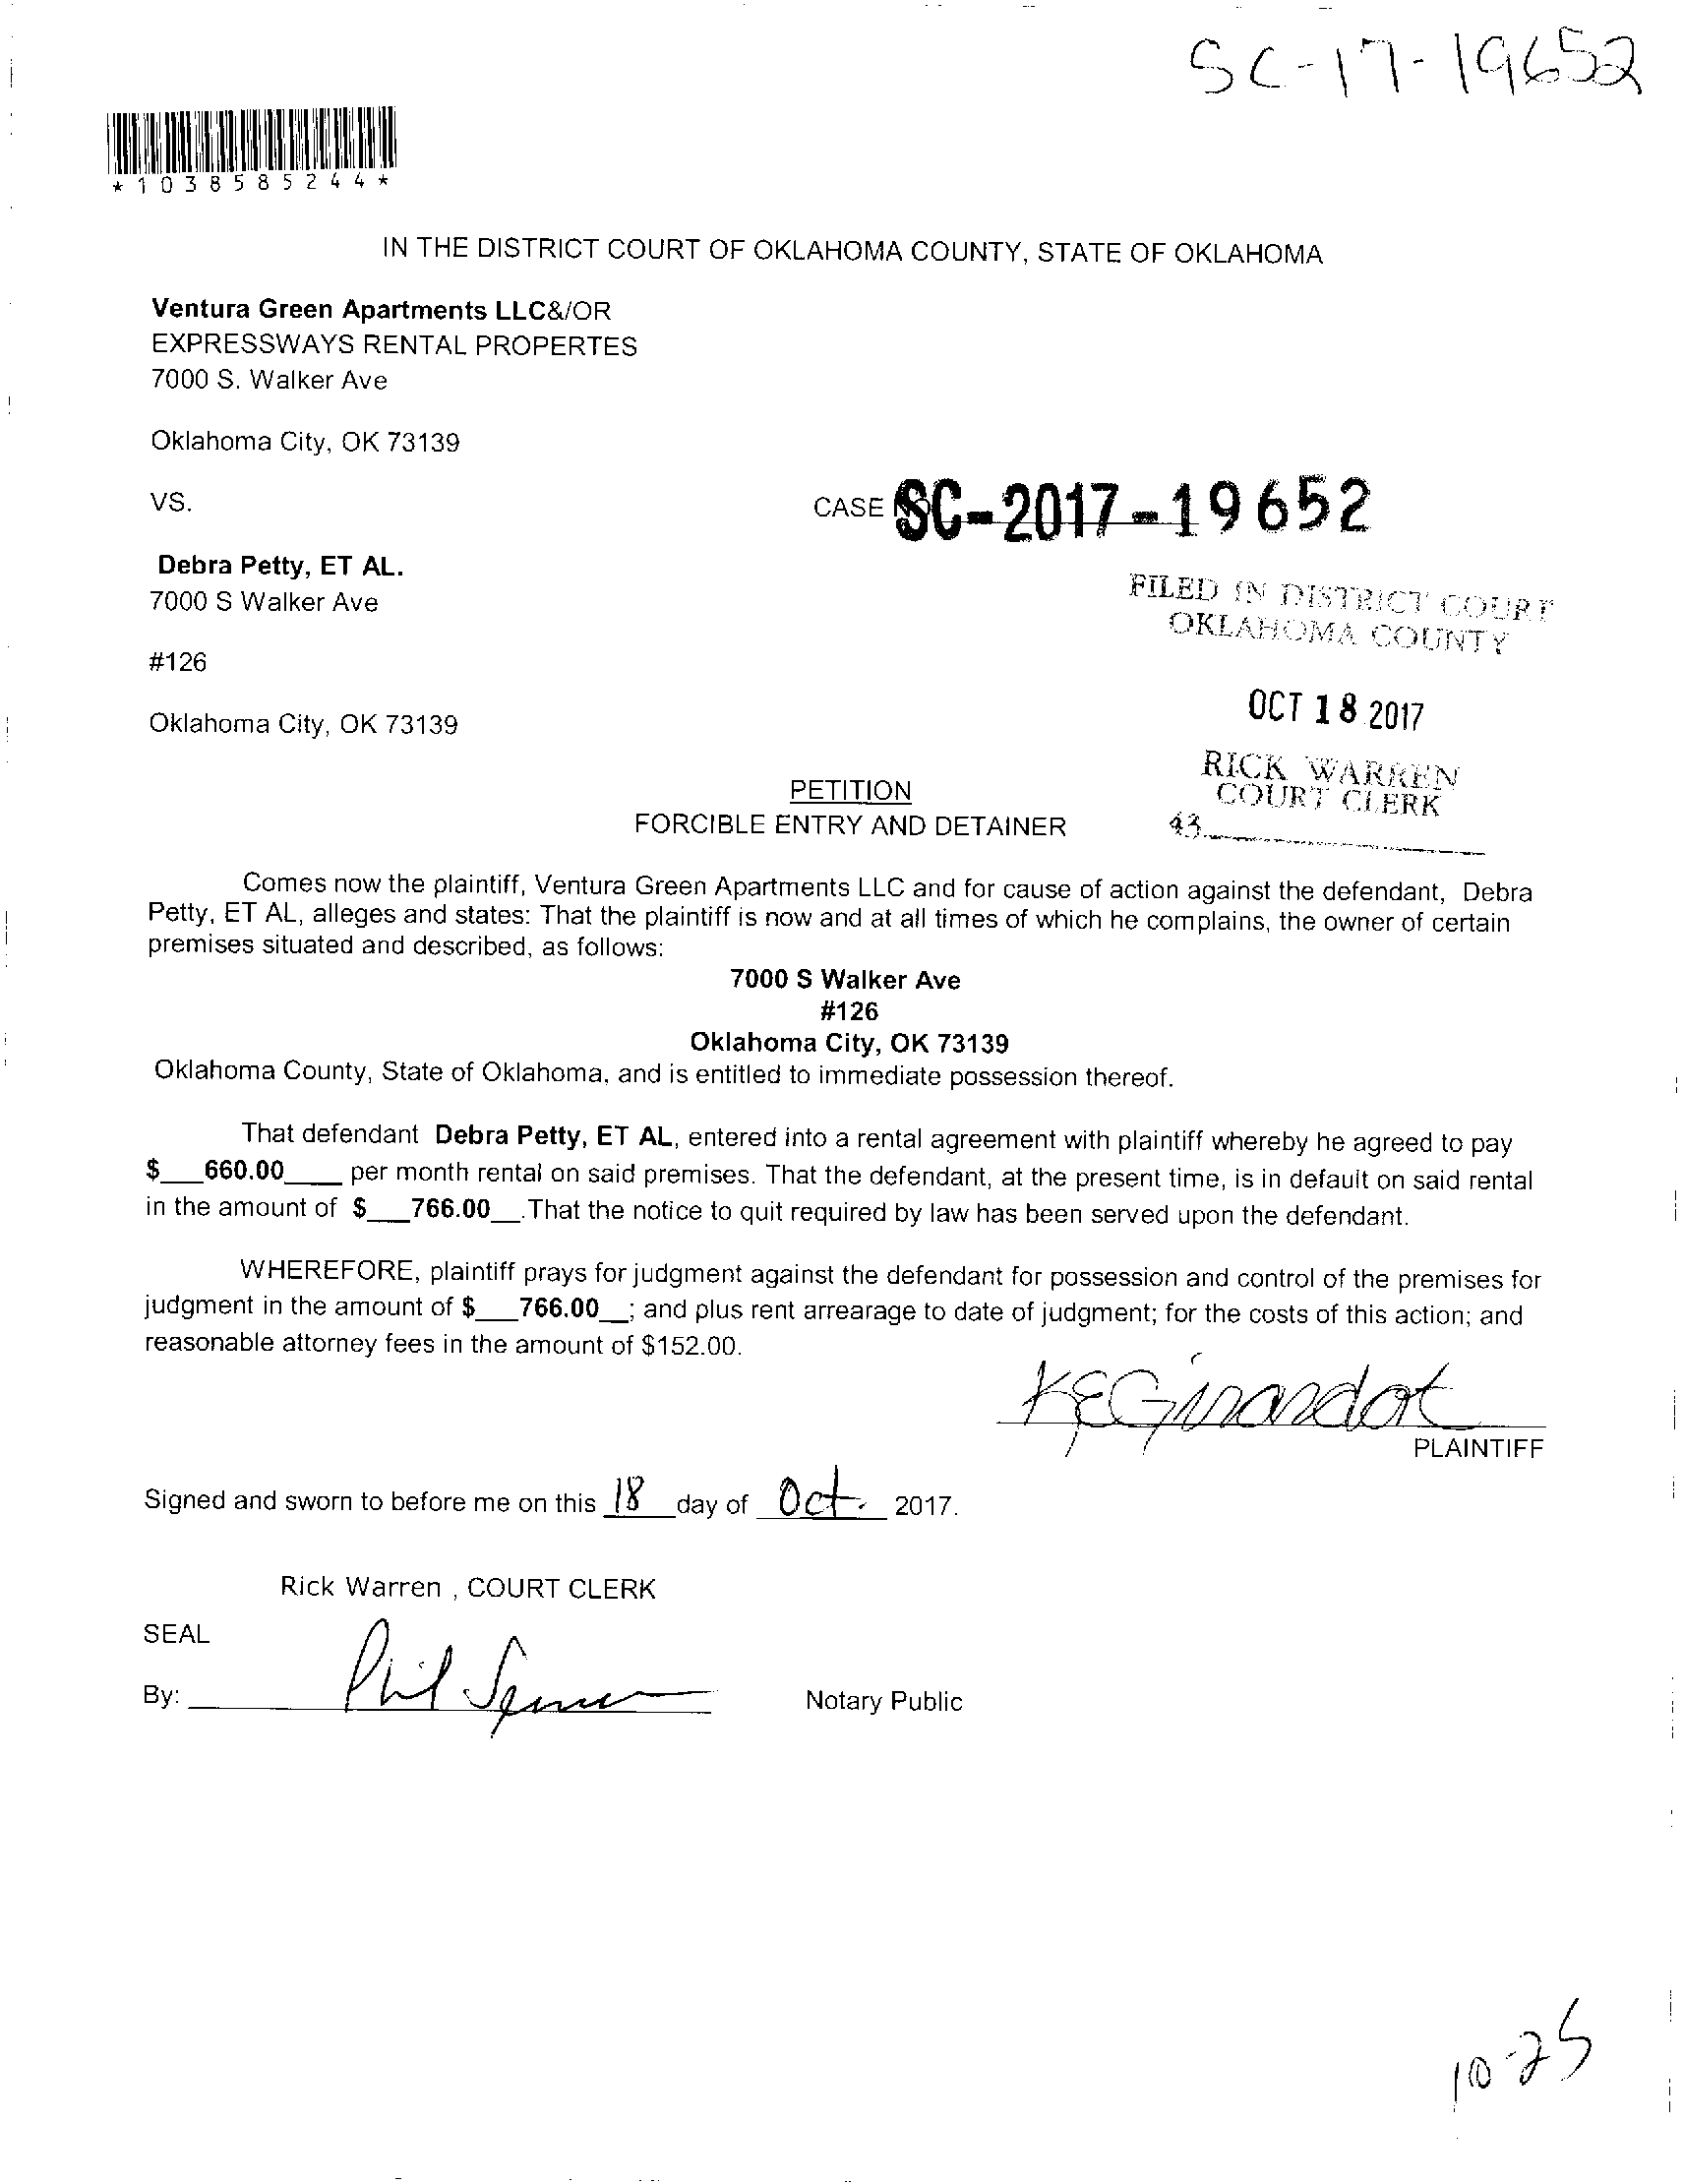 SC-17-19652
*1038585244*
IN THE DISTRICT COURT OF OKLAHOMA COUNTY, STATE OF OKLAHOMA
Ventura Green Apartments LLC&/OR
EXPRESSWAYS RENTAL PROPERTES
7000 S. Walker Ave
Oklahoma City, OK 73139
VS.
CASE SC-2017-19652
Debra Petty, ET AL.
7000 S Walker Ave
#126
Oklahoma City, OK 73139
FILED IN DISTRICT COURT
OKLAHOMA COUNTY
OCT 18 2017
RICK WARREN
COURT CLERK
43
PETITION
FORCIBLE ENTRY AND DETAINER
Comes now the plaintiff, Ventura Green Apartments LLC and for cause of action against the defendant, Debra
Petty, ET AL, alleges and states: That the plaintiff is now and at all times of which he complains, the owner of certain
premises situated and described, as follows:
7000 S Walker Ave
#126
Oklahoma City, OK 73139
Oklahoma County, State of Oklahoma, and is entitled to immediate possession thereof.
That defendant Debra Petty, ET AL, entered into a rental agreement with plaintiff whereby he agreed to pay
$___660.00____ per month rental on said premises. That the defendant, at the present time, is in default on said rental
in the amount of $___766.00__.That the notice to quit required by law has been served upon the defendant.
WHEREFORE, plaintiff prays for judgment against the defendant for possession and control of the premises for
judgment in the amount of $___766.00__; and plus rent arrearage to date of judgment; for the costs of this action; and
reasonable attorney fees in the amount of $152.00.
KEGirardot
PLAINTIFF
Signed and sworn to before me on this 18 day of Oct. 2017.
Rick Warren , COURT CLERK
SEAL
By: Phil Notary Public
10-25